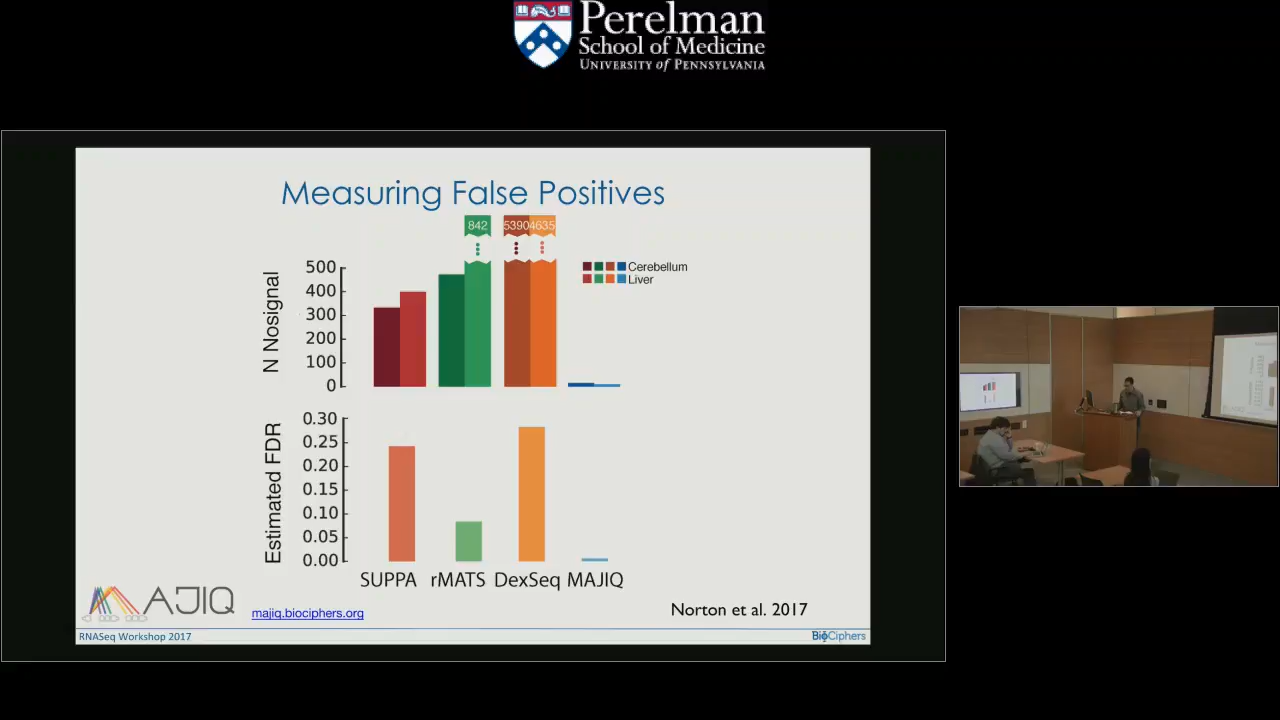 Perelman
School of Medicine
UNIVERSITY of PENNSYLVANIA
Measuring False Positives
842
5390
4635
N Nosignal
500
400
300
200
100
0
Cerebellum
Liver
Estimated FDR
0.30
0.25
0.20
0.15
0.10
0.05
0.00
SUPPA rMATS DexSeq MAJIQ
MAJIQ
majiq.biociphers.org
Norton et al. 2017
RNASeq Workshop 2017
BioCiphers